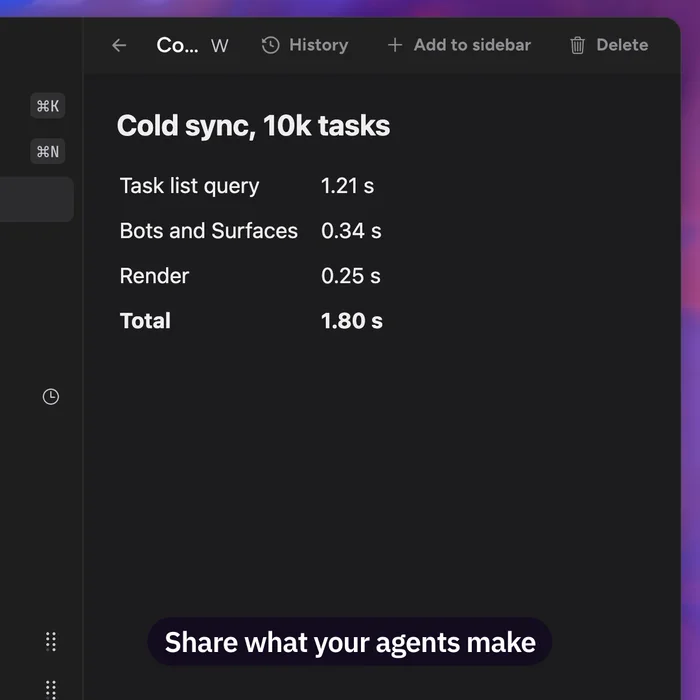 Co... W History + Add to sidebar Delete
⌘K
⌘N
Cold sync, 10k tasks
Task list query 1.21 s
Bots and Surfaces 0.34 s
Render 0.25 s
Total 1.80 s
Share what your agents make